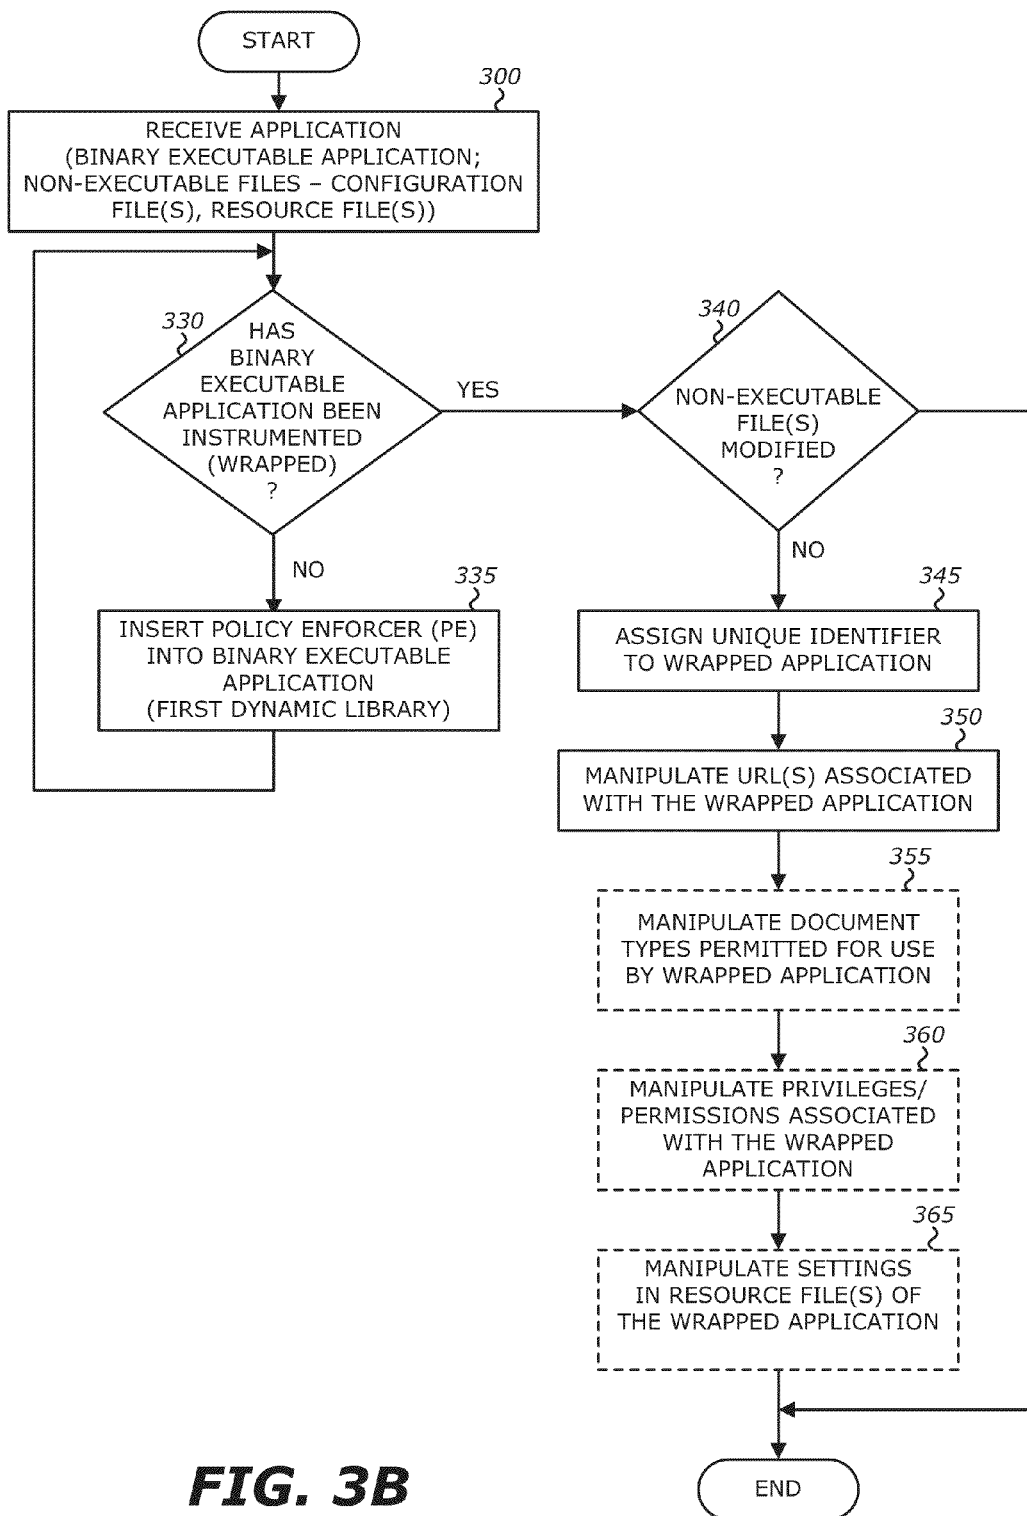 START
300
RECEIVE APPLICATION
(BINARY EXECUTABLE APPLICATION;
NON-EXECUTABLE FILES – CONFIGURATION
FILE(S), RESOURCE FILE(S))
330
HAS
BINARY
EXECUTABLE
APPLICATION BEEN
INSTRUMENTED
(WRAPPED)
?
YES
NO
335
INSERT POLICY ENFORCER (PE)
INTO BINARY EXECUTABLE
APPLICATION
(FIRST DYNAMIC LIBRARY)
340
NON-EXECUTABLE
FILE(S)
MODIFIED
?
NO
345
ASSIGN UNIQUE IDENTIFIER
TO WRAPPED APPLICATION
350
MANIPULATE URL(S) ASSOCIATED
WITH THE WRAPPED APPLICATION
355
MANIPULATE DOCUMENT
TYPES PERMITTED FOR USE
BY WRAPPED APPLICATION
360
MANIPULATE PRIVILEGES/
PERMISSIONS ASSOCIATED
WITH THE WRAPPED
APPLICATION
365
MANIPULATE SETTINGS
IN RESOURCE FILE(S) OF
THE WRAPPED APPLICATION
END
FIG. 3B